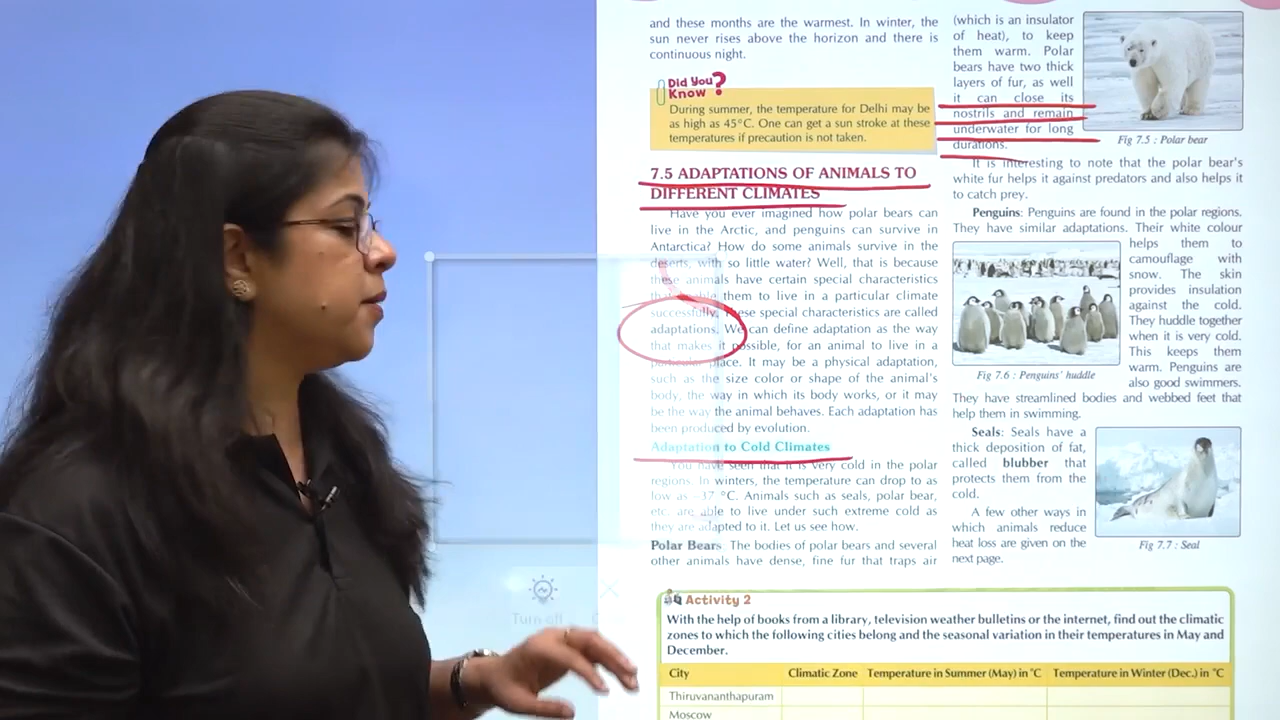 and these months are the warmest. In winter, the
sun never rises above the horizon and there is
continuous night.
Did You
Know?
During summer, the temperature for Delhi may be
as high as 45°C. One can get a sun stroke at these
temperatures if precaution is not taken.
7.5 ADAPTATIONS OF ANIMALS TO
DIFFERENT CLIMATES
Have you ever imagined how polar bears can
live in the Arctic, and penguins can survive in
Antarctica? How do some animals survive in the
deserts, with so little water? Well, that is because
these animals have certain special characteristics
that enable them to live in a particular climate
successfully. These special characteristics are called
adaptations. We can define adaptation as the way
that makes it possible, for an animal to live in a
particular place. It may be a physical adaptation,
such as the size color or shape of the animal's
body, the way in which its body works, or it may
be the way the animal behaves. Each adaptation has
been produced by evolution.
Adaptation to Cold Climates
You have seen that it is very cold in the polar
regions. In winters, the temperature can drop to as
low as –37 °C. Animals such as seals, polar bear,
etc. are able to live under such extreme cold as
they are adapted to it. Let us see how.
Polar Bears The bodies of polar bears and several
other animals have dense, fine fur that traps air
(which is an insulator
of heat), to keep
them warm. Polar
bears have two thick
layers of fur, as well
it can close its
nostrils and remain
underwater for long
durations.
Fig 7.5 : Polar bear
It is interesting to note that the polar bear's
white fur helps it against predators and also helps it
to catch prey.
Penguins: Penguins are found in the polar regions.
They have similar adaptations. Their white colour
helps them to
camouflage with
snow. The skin
provides insulation
against the cold.
They huddle together
when it is very cold.
This keeps them
warm. Penguins are
also good swimmers.
Fig 7.6 : Penguins' huddle
They have streamlined bodies and webbed feet that
help them in swimming.
Seals: Seals have a
thick deposition of fat,
called blubber that
protects them from the
cold.
A few other ways in
which animals reduce
heat loss are given on the
next page.
Fig 7.7 : Seal
Turn off
Activity 2
With the help of books from a library, television weather bulletins or the internet, find out the climatic
zones to which the following cities belong and the seasonal variation in their temperatures in May and
December.
City Climatic Zone Temperature in Summer (May) in °C Temperature in Winter (Dec.) in °C
Thiruvananthapuram
Moscow